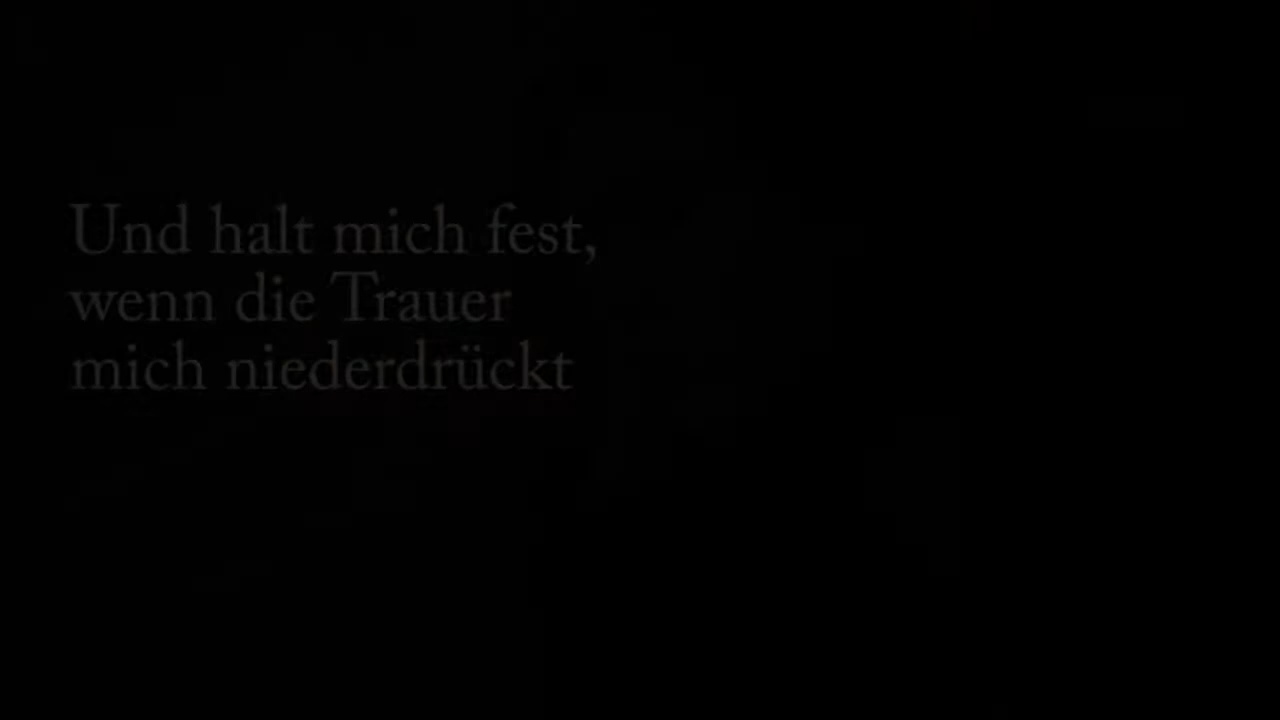 Und halt mich fest,
wenn die Trauer
mich niederdrückt